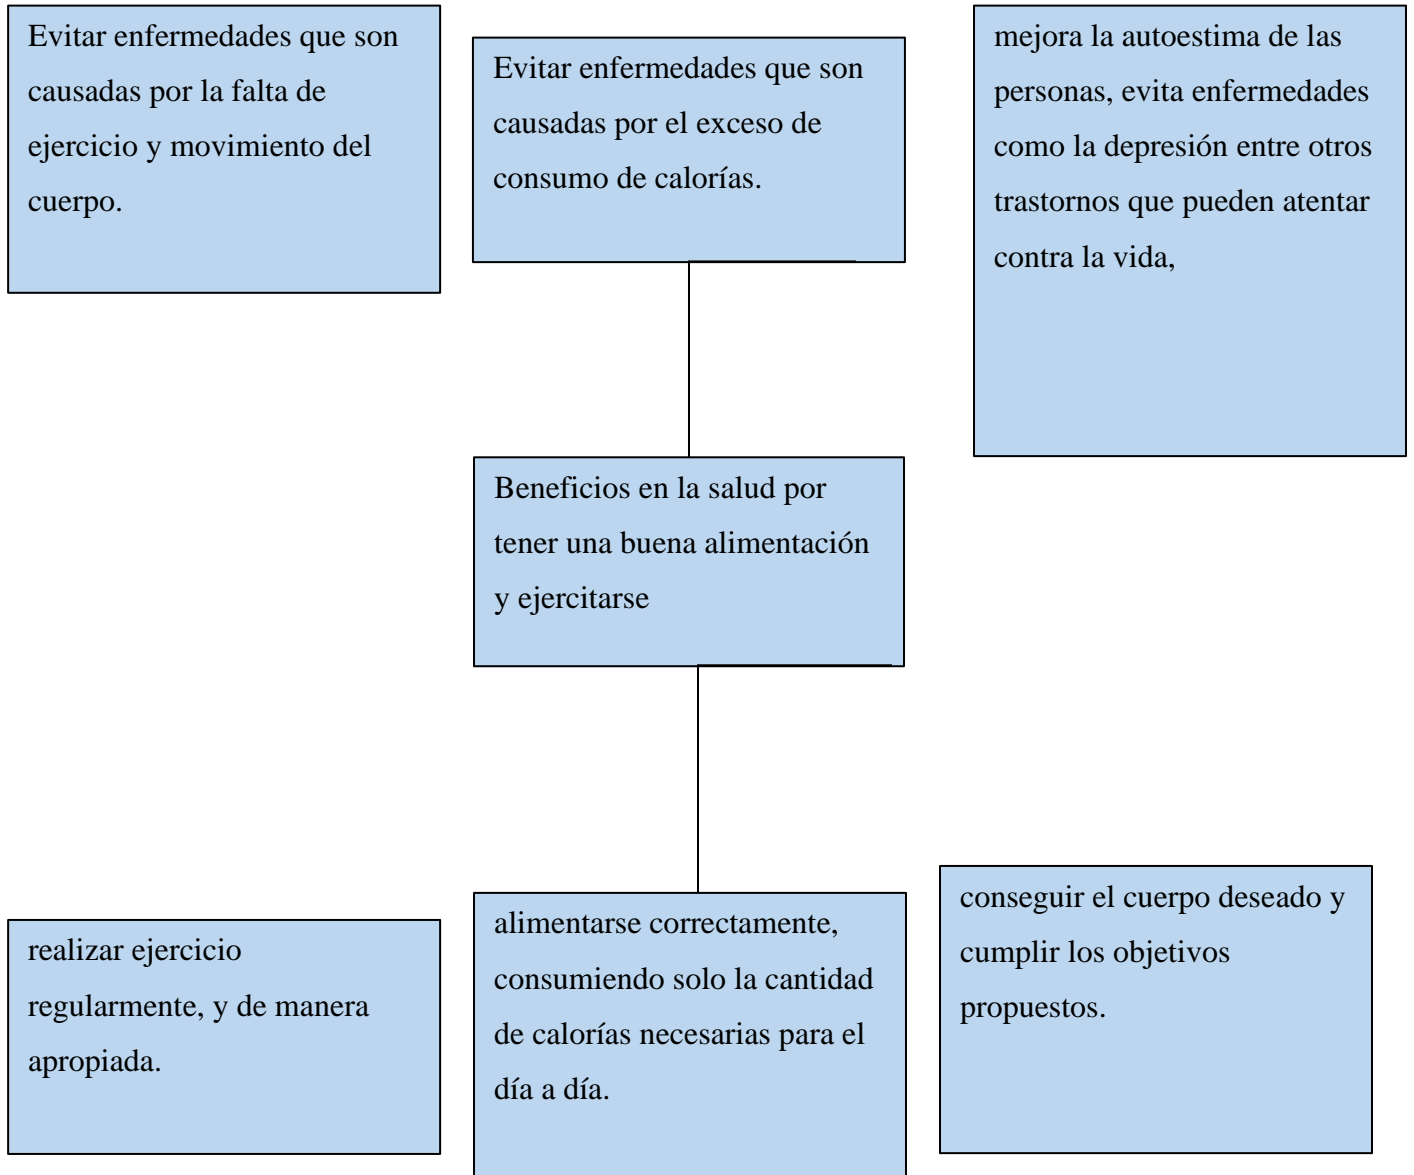 Evitar enfermedades que son
causadas por la falta de
ejercicio y movimiento del
cuerpo.
Evitar enfermedades que son
causadas por el exceso de
consumo de calorías.
mejora la autoestima de las
personas, evita enfermedades
como la depresión entre otros
trastornos que pueden atentar
contra la vida,
Beneficios en la salud por
tener una buena alimentación
y ejercitarse
realizar ejercicio
regularmente, y de manera
apropiada.
alimentarse correctamente,
consumiendo solo la cantidad
de calorías necesarias para el
día a día.
conseguir el cuerpo deseado y
cumplir los objetivos
propuestos.